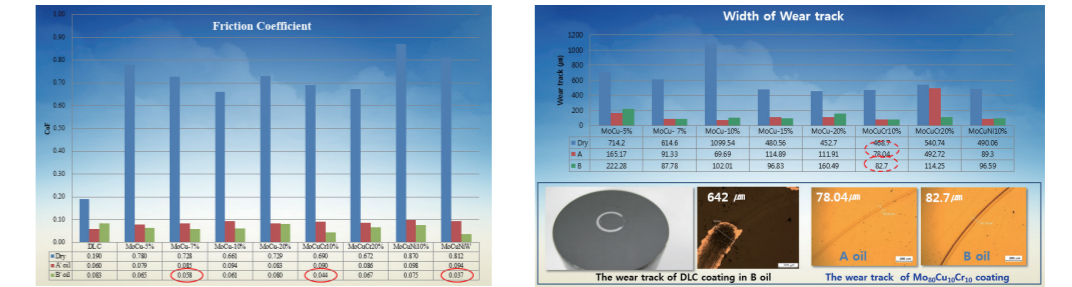 Friction Coefficient
0.80
0.70
0.60
CoF
0.50
0.40
0.30
0.20
0.10
0.00
DLC MoCu-5% MoCu-7% MoCu-10% MoCu-20% MoCuCr10% MoCuCr20% MoCuNi10% MoCuNiW
Dry 0.190 0.780 0.728 0.661 0.729 0.690 0.672 0.870 0.812
A' oil 0.060 0.079 0.085 0.094 0.083 0.090 0.086 0.098 0.094
B' oil 0.083 0.065 0.058 0.061 0.080 0.044 0.067 0.075 0.037
Width of Wear track
1200
1000
800
600
400
200
0
Wear track (㎛)
MoCu-5% MoCu- 7% MoCu-10% MoCu-15% MoCu-20% MoCuCr10% MoCuCr20% MoCuNi10%
Dry 714.2 614.6 1099.54 480.56 452.7 468.7 540.74 490.06
A 165.17 91.33 69.69 114.89 111.91 78.04 492.72 89.3
B 222.28 87.78 102.01 96.83 160.49 82.7 114.25 96.59
642 ㎛
78.04㎛
82.7㎛
A oil
B oil
The wear track of DLC coating in B oil
The wear track of Mo₈₀Cu₁₀Cr₁₀ coating